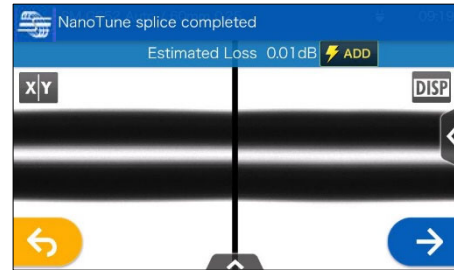 NanoTune splice completed
Estimated Loss 0.01dB ADD
X|Y DISP